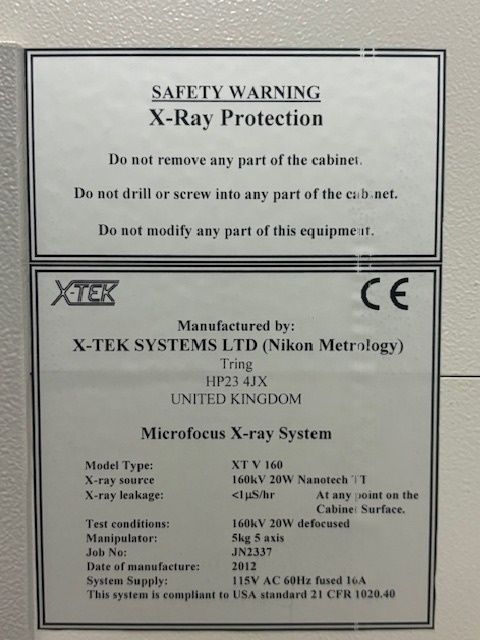 SAFETY WARNING
X-Ray Protection
Do not remove any part of the cabinet.
Do not drill or screw into any part of the cabinet.
Do not modify any part of this equipment.
X-TEK CE
Manufactured by:
X-TEK SYSTEMS LTD (Nikon Metrology)
Tring
HP23 4JX
UNITED KINGDOM
Microfocus X-ray System
Model Type: XT V 160
X-ray source 160kV 20W Nanotech TT
X-ray leakage: <1µS/hr At any point on the
Cabinet Surface.
Test conditions: 160kV 20W defocused
Manipulator: 5kg 5 axis
Job No: JN2337
Date of manufacture: 2012
System Supply: 115V AC 60Hz fused 16A
This system is compliant to USA standard 21 CFR 1020.40